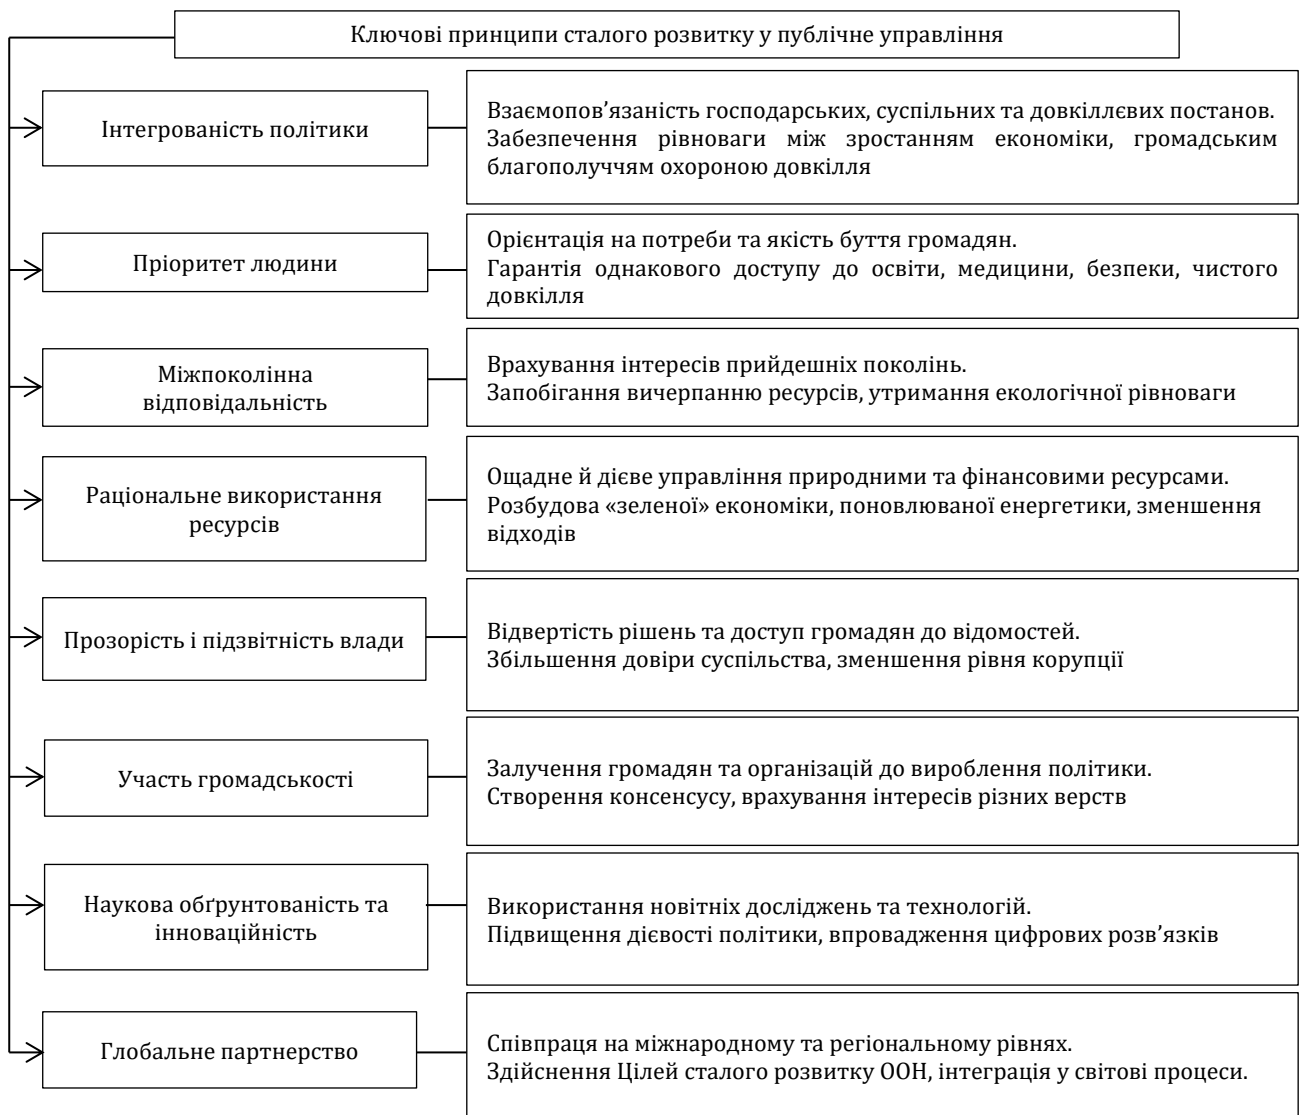 Ключові принципи сталого розвитку у публічне управління
Інтегрованість політики
Взаємопов’язаність господарських, суспільних та довкіллєвих постанов.
Забезпечення рівноваги між зростанням економіки, громадським
благополуччям охороною довкілля
Пріоритет людини
Орієнтація на потреби та якість буття громадян.
Гарантія однакового доступу до освіти, медицини, безпеки, чистого
довкілля
Міжпоколінна
відповідальність
Врахування інтересів прийдешніх поколінь.
Запобігання вичерпанню ресурсів, утримання екологічної рівноваги
Раціональне використання
ресурсів
Ощадне й дієве управління природними та фінансовими ресурсами.
Розбудова «зеленої» економіки, поновлюваної енергетики, зменшення
відходів
Прозорість і підзвітність влади
Відвертість рішень та доступ громадян до відомостей.
Збільшення довіри суспільства, зменшення рівня корупції
Участь громадськості
Залучення громадян та організацій до вироблення політики.
Створення консенсусу, врахування інтересів різних верств
Наукова обґрунтованість та
інноваційність
Використання новітніх досліджень та технологій.
Підвищення дієвості політики, впровадження цифрових розв’язків
Глобальне партнерство
Співпраця на міжнародному та регіональному рівнях.
Здійснення Цілей сталого розвитку ООН, інтеграція у світові процеси.